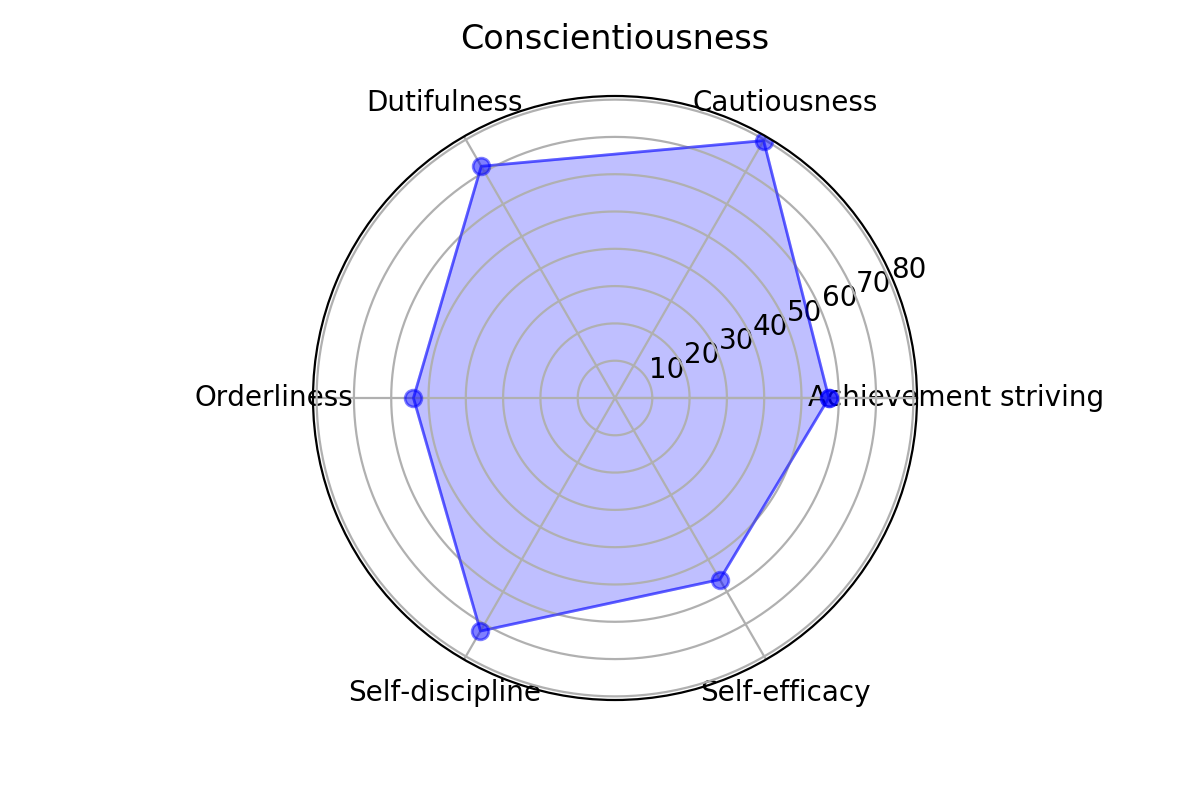 Conscientiousness
Dutifulness
Cautiousness
80
70
60
50
40
30
20
10
Orderliness
Achievement striving
Self-discipline
Self-efficacy